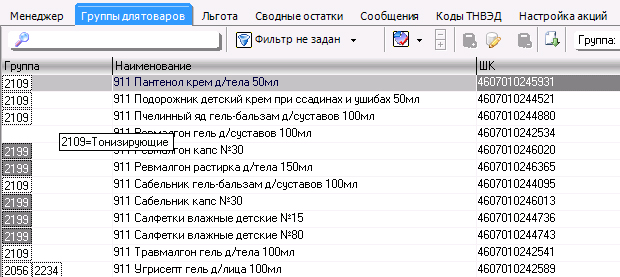 Менеджер Группы для товаров Льгота Сводные остатки Сообщения Коды ТНВЭД Настройка акций
Фильтр не задан Группа:
Группа Наименование ШК
2109 911 Пантенол крем д/тела 50мл 4607010245931
2109 911 Подорожник детский крем при ссадинах и ушибах 50мл 4607010244521
2109 911 Пчелиный яд гель-бальзам д/суставов 100мл 4607010244880
911 Ревмалгон гель д/суставов 100мл 4607010242534
2109=Тонизирующие
2199 911 Ревмалгон капс №30 4607010246020
2199 911 Ревмалгон растирка д/тела 150мл 4607010246365
2109 911 Сабельник гель-бальзам д/суставов 100мл 4607010244095
2199 911 Сабельник капс №30 4607010246013
2199 911 Салфетки влажные детские №15 4607010244736
2199 911 Салфетки влажные детские №80 4607010244743
2109 911 Травмалгон гель д/тела 100мл 4607010242541
2056 2234 911 Угрисепт гель д/лица 100мл 4607010242589